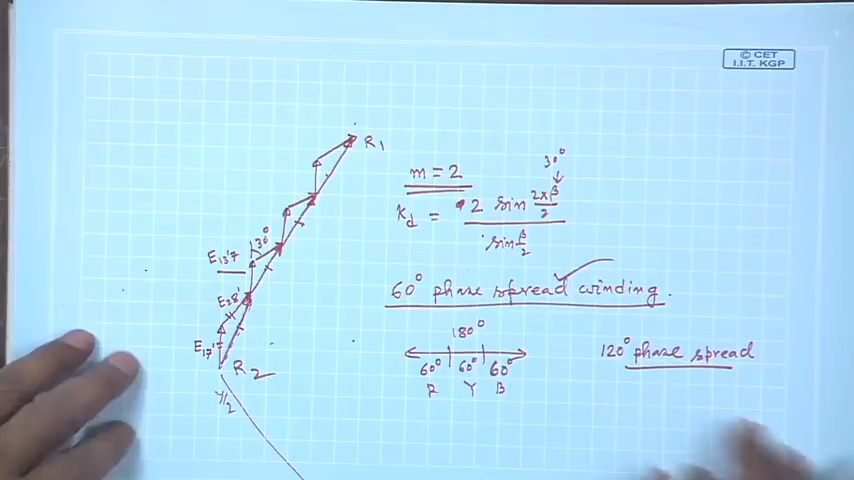 © CET
I.I.T. KGP
R1
m = 2
30°
Kd = 2 sin 2×β/2
sin β/2
30°
E13'7
E28'
E17'
R2
Y2
60° phase spread winding.
180°
60° 60° 60°
R Y B
120° phase spread